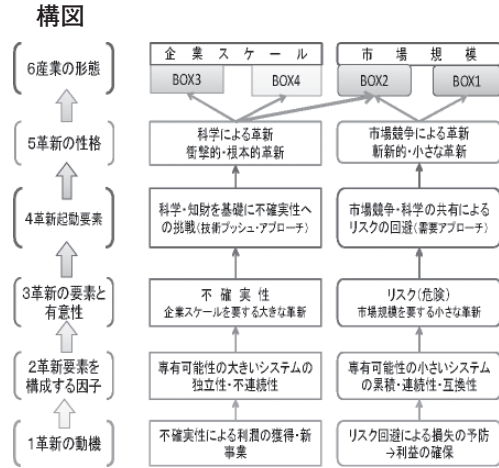 構図
企業スケール
市場規模
6産業の形態
BOX3
BOX4
BOX2
BOX1
5革新の性格
科学による革新
衝撃的・根本的革新
市場競争による革新
斬新的・小さな革新
4革新起動要素
科学・知財を基礎に不確実性へ
の挑戦(技術プッシュ・アプローチ)
市場競争・科学の共有による
リスクの回避(需要アプローチ)
3革新の要素と
有意性
不確実性
企業スケールを要する大きな革新
リスク(危険)
市場規模を要する小さな革新
2革新要素を
構成する因子
専有可能性の大きいシステムの
独立性・不連続性
専有可能性の小さいシステム
の累積・連続性・互換性
1革新の動機
不確実性による利潤の獲得・新
事業
リスク回避による損失の予防
→利益の確保